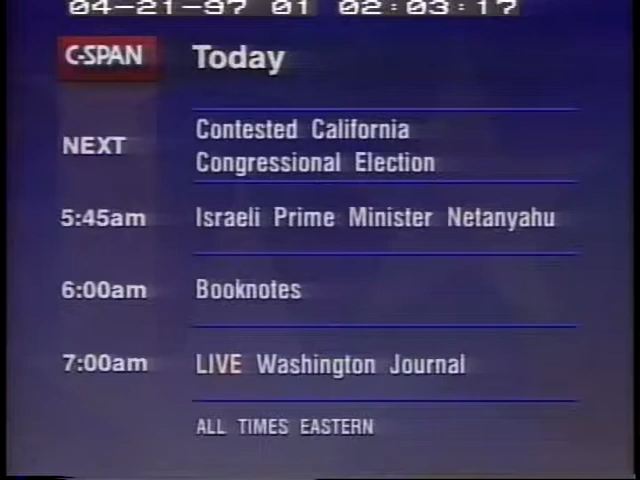 04-21-97 01 02:03:17
C-SPAN Today
NEXT Contested California
Congressional Election
5:45am Israeli Prime Minister Netanyahu
6:00am Booknotes
7:00am LIVE Washington Journal
ALL TIMES EASTERN